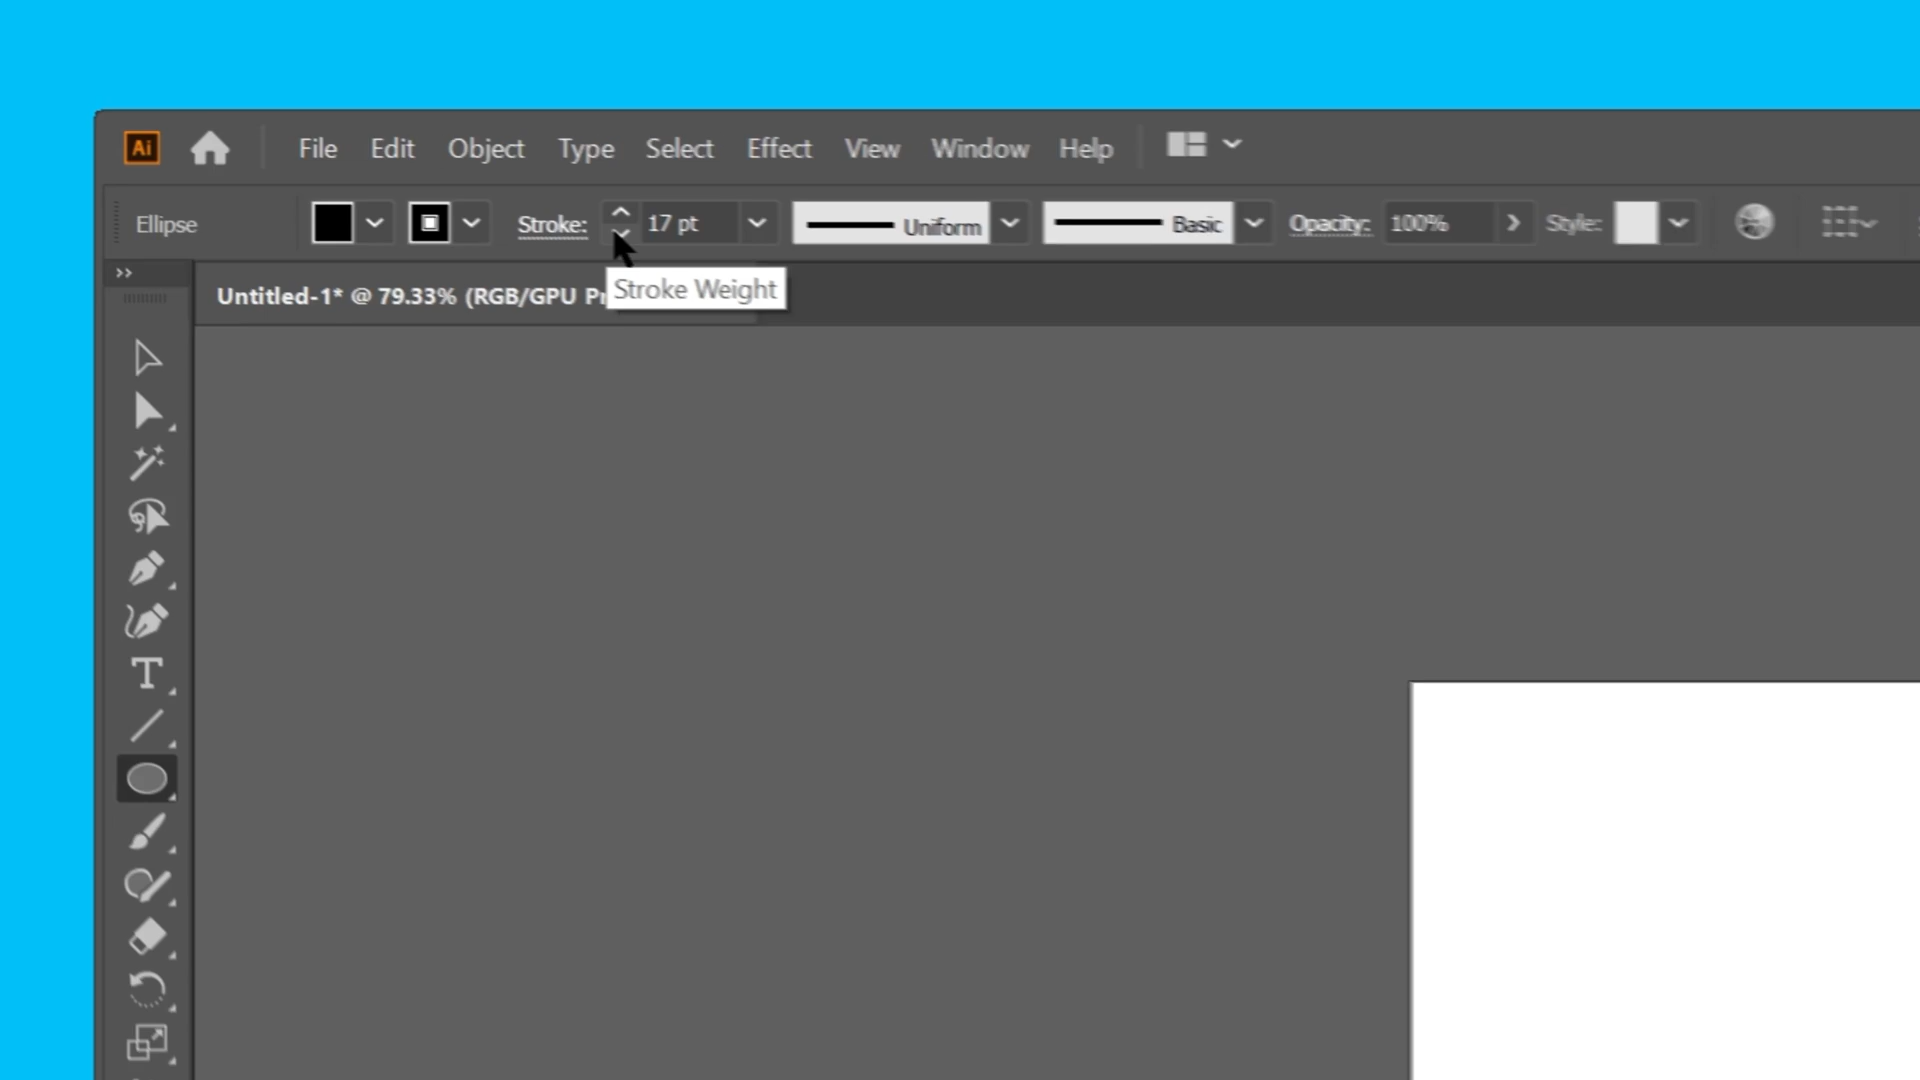 Ai File Edit Object Type Select Effect View Window Help
Ellipse Stroke: 17 pt Uniform Basic Opacity: 100% Style:
Untitled-1* @ 79.33% (RGB/GPU
Stroke Weight